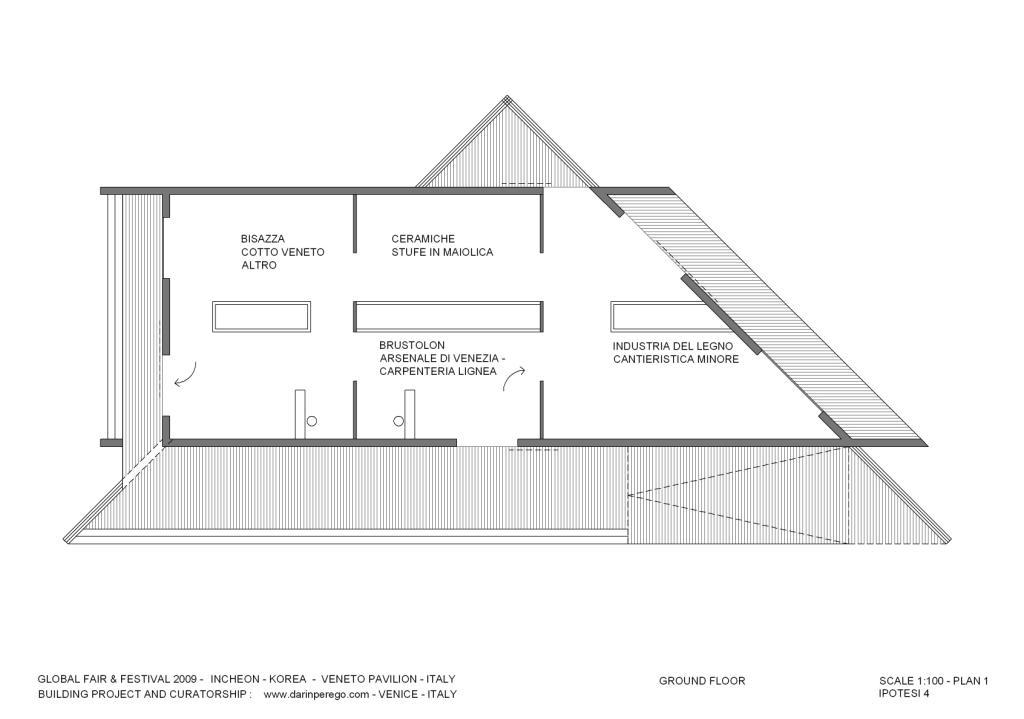 BISAZZA
COTTO VENETO
ALTRO
CERAMICHE
STUFE IN MAIOLICA
BRUSTOLON
ARSENALE DI VENEZIA -
CARPENTERIA LIGNEA
INDUSTRIA DEL LEGNO
CANTIERISTICA MINORE
GLOBAL FAIR & FESTIVAL 2009 - INCHEON - KOREA - VENETO PAVILION - ITALY
BUILDING PROJECT AND CURATORSHIP : www.darinperego.com - VENICE - ITALY
GROUND FLOOR
SCALE 1:100 - PLAN 1
IPOTESI 4